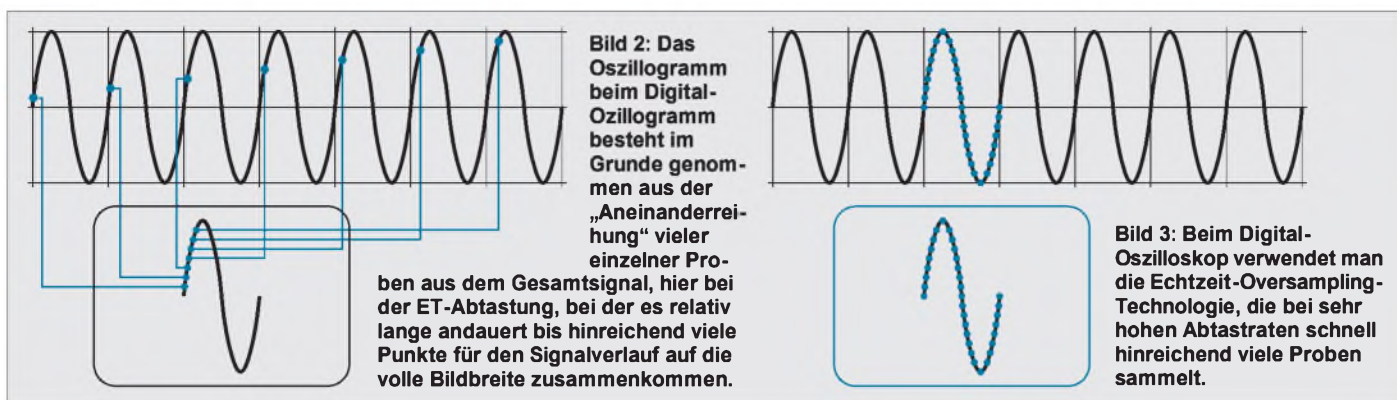 Bild 2: Das
Oszillogramm
beim Digital-
Ozillogramm
besteht im
Grunde genom-
men aus der
„Aneinanderrei-
hung“ vieler
einzelner Pro-
ben aus dem Gesamtsignal, hier bei
der ET-Abtastung, bei der es relativ
lange andauert bis hinreichend viele
Punkte für den Signalverlauf auf die
volle Bildbreite zusammenkommen.
Bild 3: Beim Digital-
Oszilloskop verwendet man
die Echtzeit-Oversampling-
Technologie, die bei sehr
hohen Abtastraten schnell
hinreichend viele Proben
sammelt.